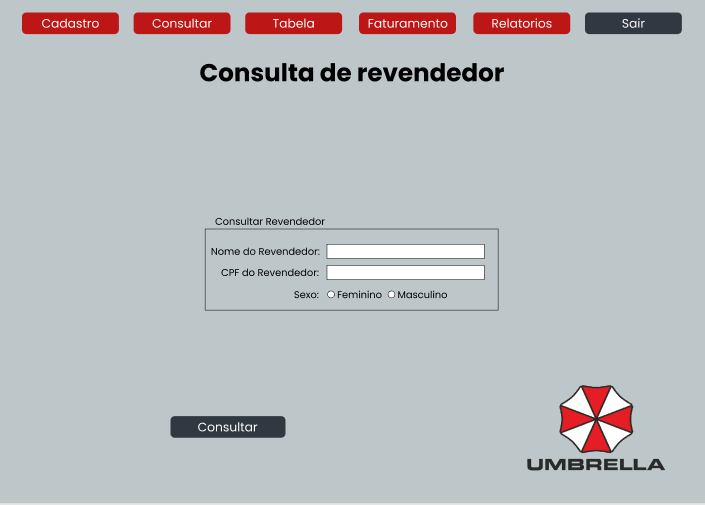 Cadastro Consultar Tabela Faturamento Relatorios Sair
Consulta de revendedor
Consultar Revendedor
Nome do Revendedor:
CPF do Revendedor:
Sexo: Feminino Masculino
Consultar
UMBRELLA